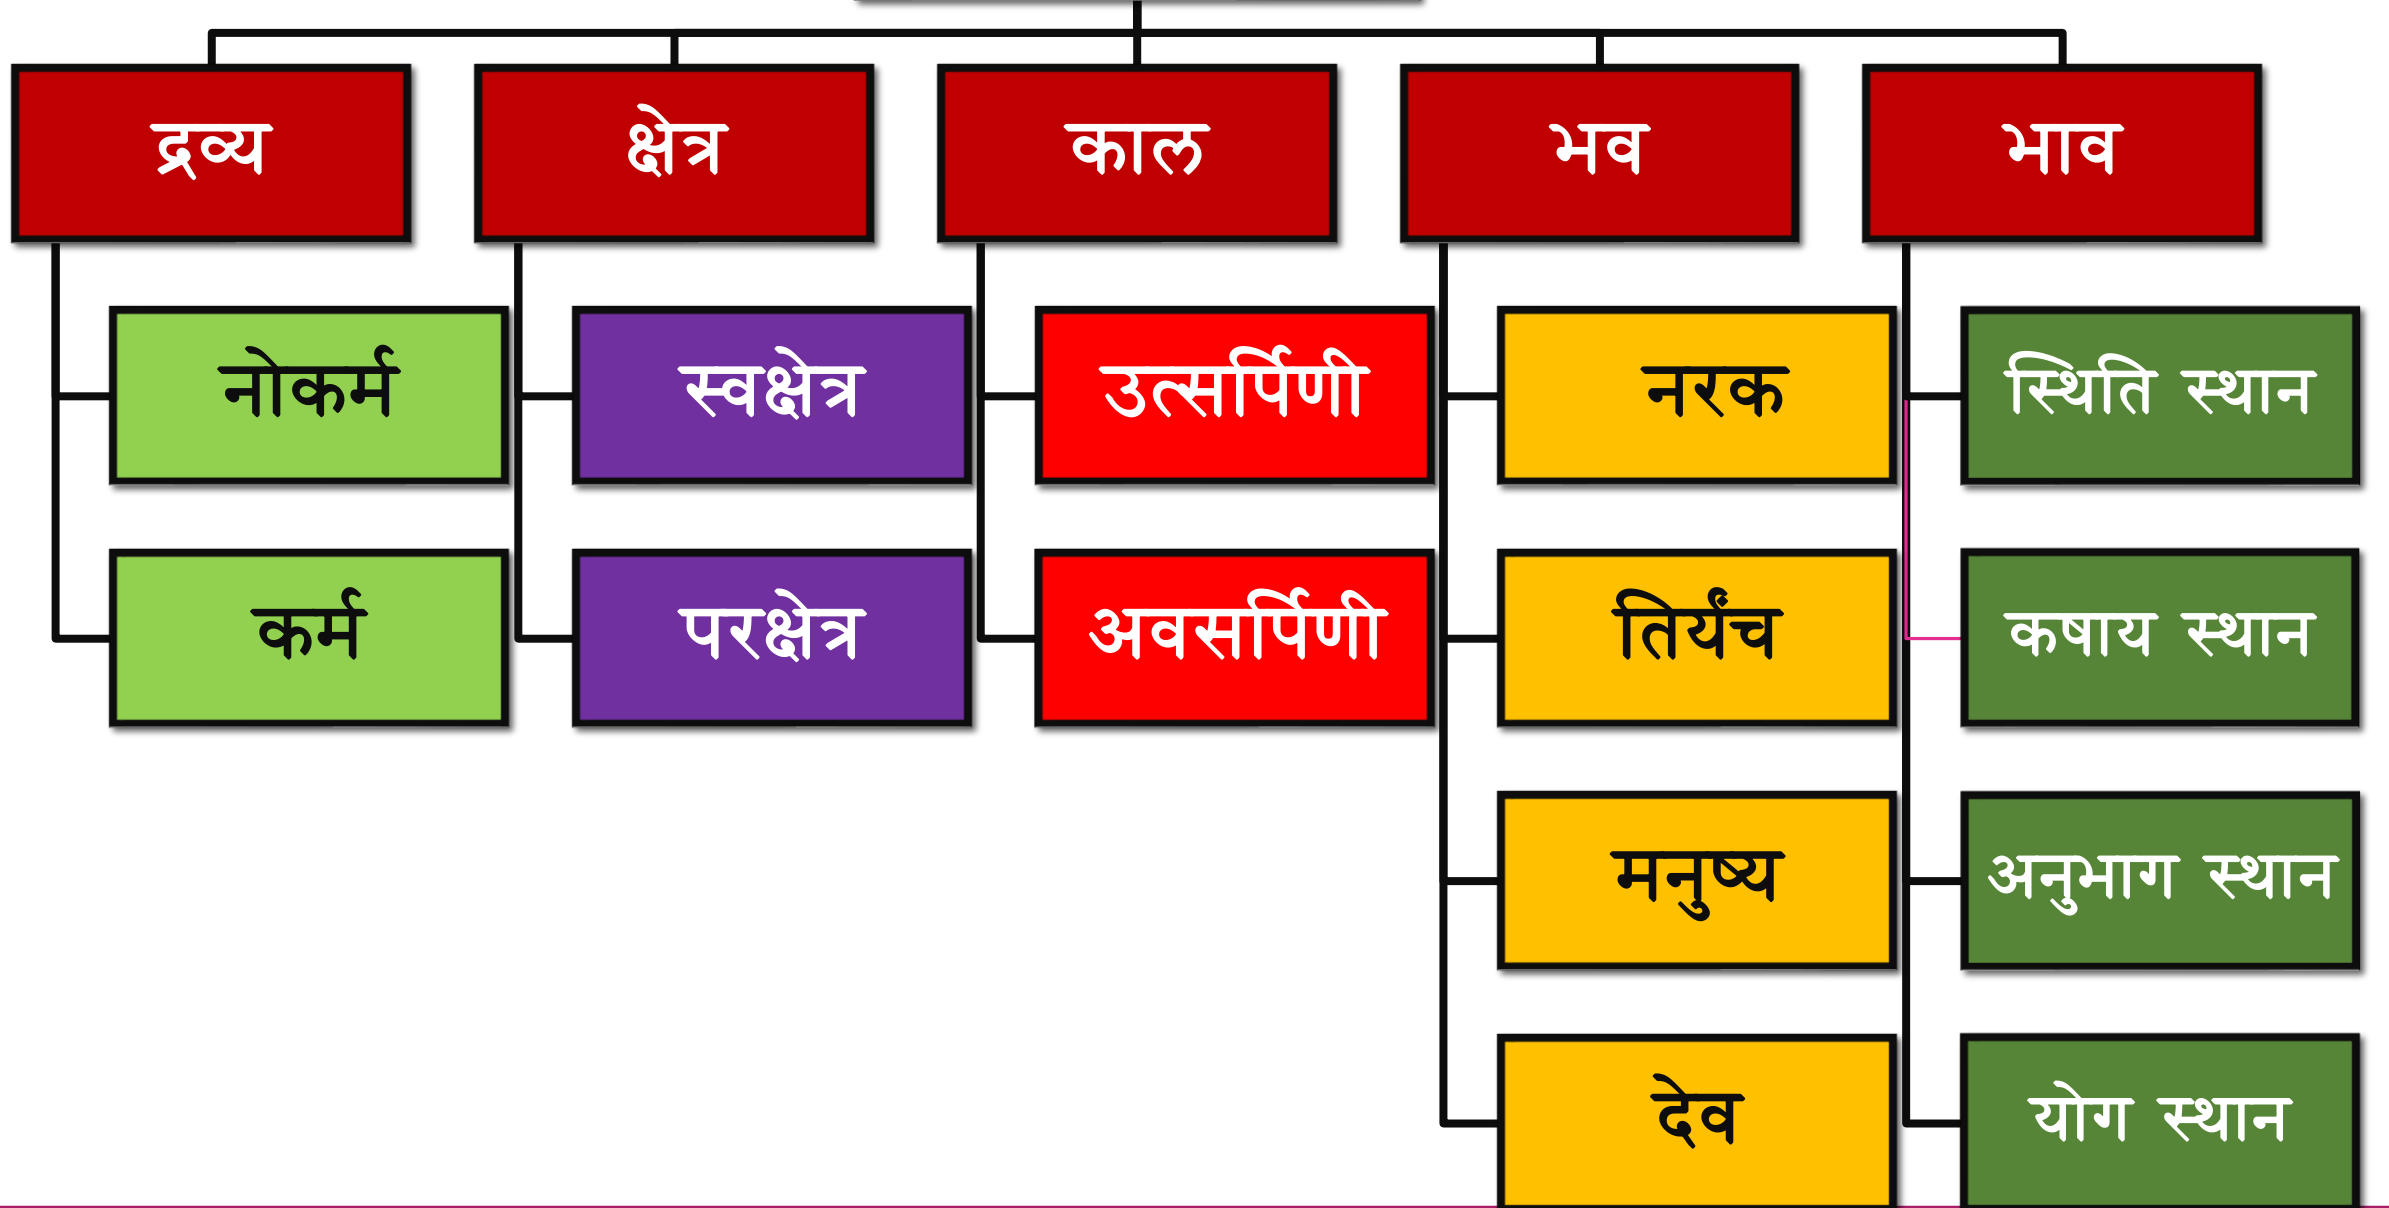 द्रव्य
क्षेत्र
काल
भव
भाव
नोकर्म
स्वक्षेत्र
उत्सर्पिणी
नरक
स्थिति स्थान
कर्म
परक्षेत्र
अवसर्पिणी
तिर्यंच
कषाय स्थान
मनुष्य
अनुभाग स्थान
देव
योग स्थान